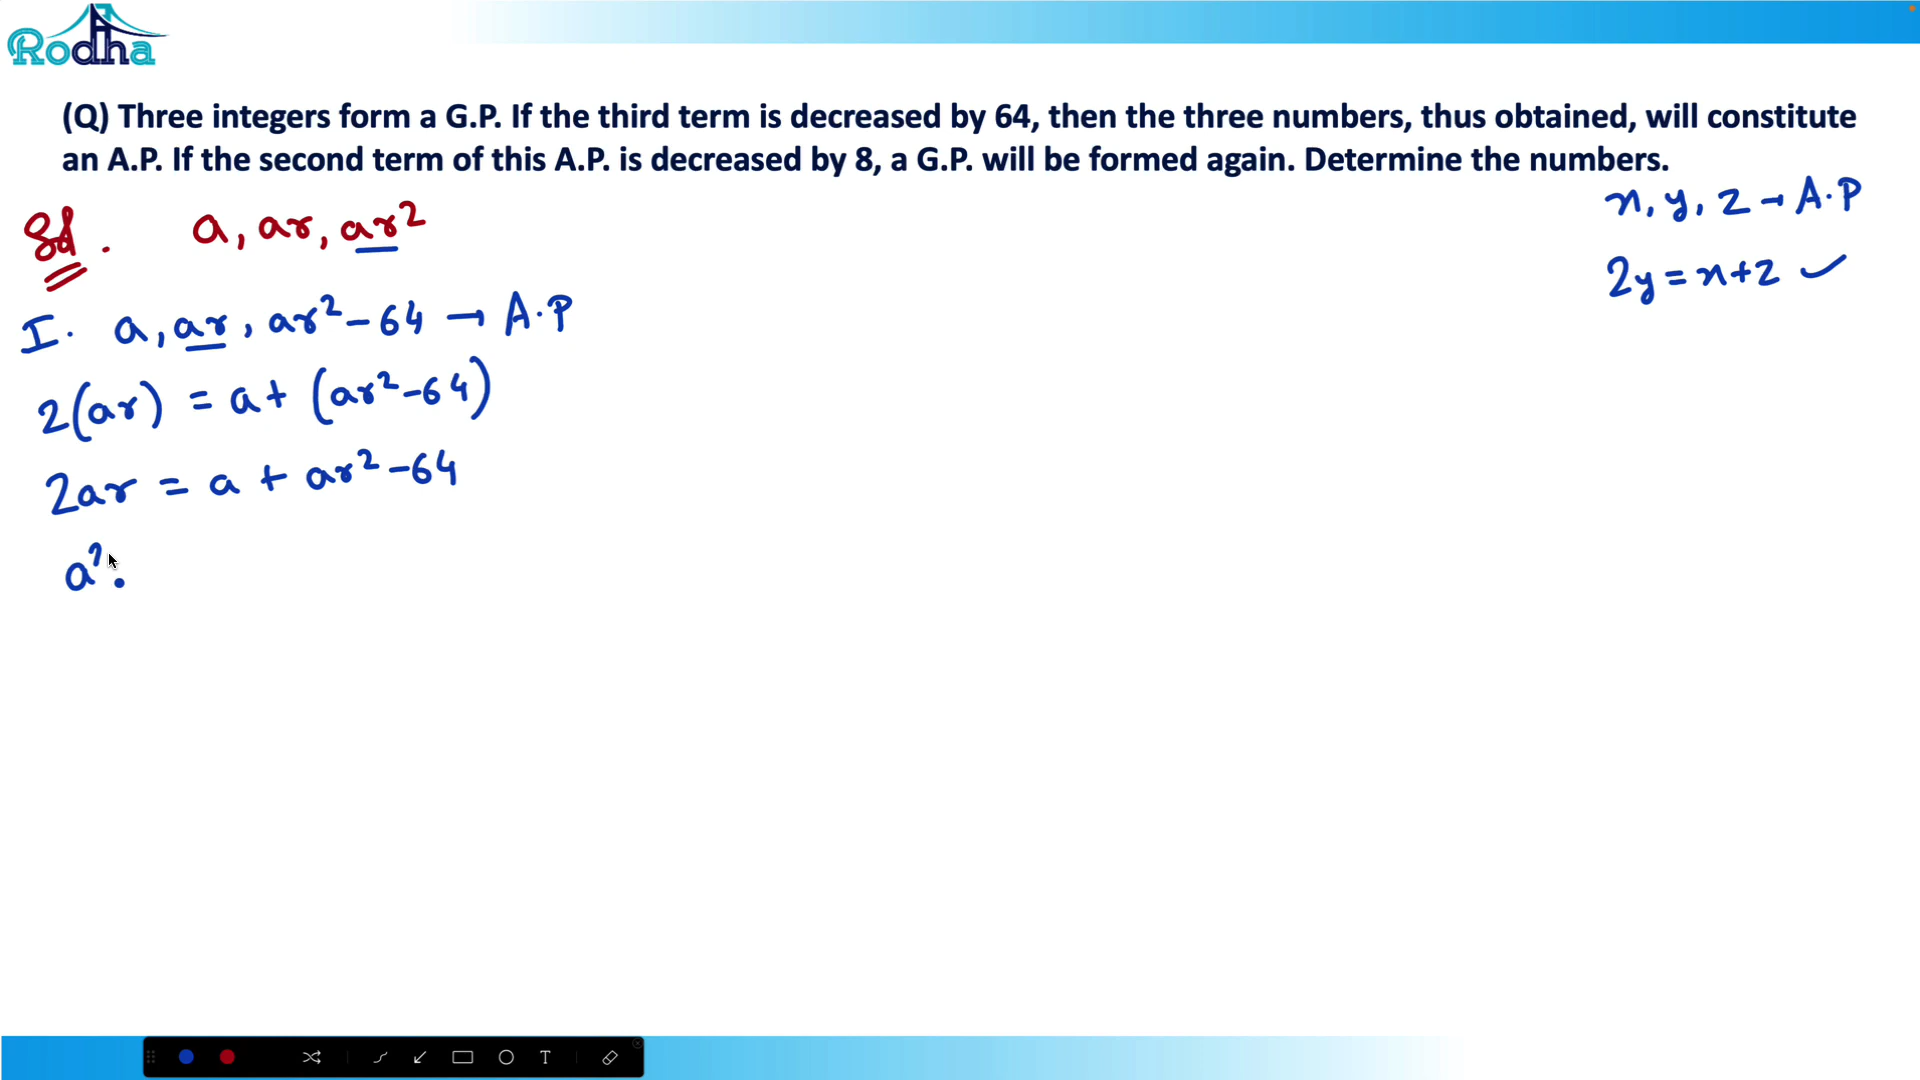 Rodha
(Q) Three integers form a G.P. If the third term is decreased by 64, then the three numbers, thus obtained, will constitute
an A.P. If the second term of this A.P. is decreased by 8, a G.P. will be formed again. Determine the numbers.
x, y, z → A.P
2y = x+z ✓
Sol. a, ar, ar²
I. a, ar, ar²-64 → A.P
2(ar) = a + (ar²-64)
2ar = a + ar²-64
T